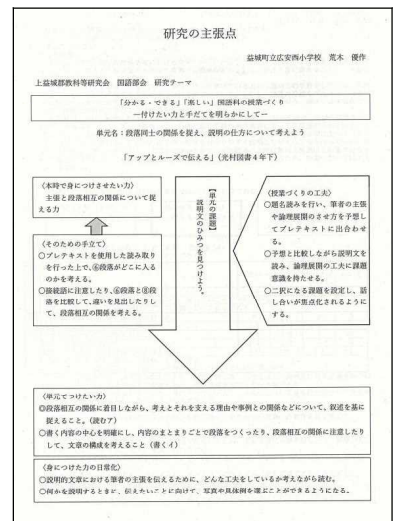 研究の主張点
益城町立広安西小学校　荒木　優作
上益城郡教科等研究会　国語部会　研究テーマ
「分かる・できる」「楽しい」国語科の授業づくり
―付けたい力と手だてを明らかにして―
単元名：段落同士の関係を捉え、説明の仕方について考えよう
「アップとルーズで伝える」（光村図書４年下）
〈本時で身につけさせたい力〉
主張と段落相互の関係について捉
える力
〈そのための手立て〉
○プレテキストを使用した読み取り
を行った上で、⑥段落がどこに入る
のかを考える。
○接続語に注意したり、⑥段落と⑧段
落を比較して、違いを見出したりし
て、段落相互の関係を考える。
【単元の課題】
説明文のひみつを見つけよう。
〈授業づくりの工夫〉
○題名読みを行い、筆者の主張
や論理展開のさせ方を予想し
てプレテキストに出合わせ
る。
○予想と比較しながら説明文を
読み、論理展開の工夫に課題
意識を持たせる。
○二択になる課題を設定し、話
し合いが焦点化されるように
する。
〈単元でつけたい力〉
◎段落相互の関係に着目しながら、考えとそれを支える理由や事例との関係などについて、叙述を基に
捉えること。（読むア）
○書く内容の中心を明確にし、内容のまとまりごとで段落をつくったり、段落相互の関係に注意したり
して、文章の構成を考えること（書くイ）
〈身につけた力の日常化〉
○説明的文章における筆者の主張を伝えるために、どんな工夫をしているか考えながら読む。
○何かを説明するときに、伝えたいことに向けて、写真や具体例を選ぶことができるようになる。